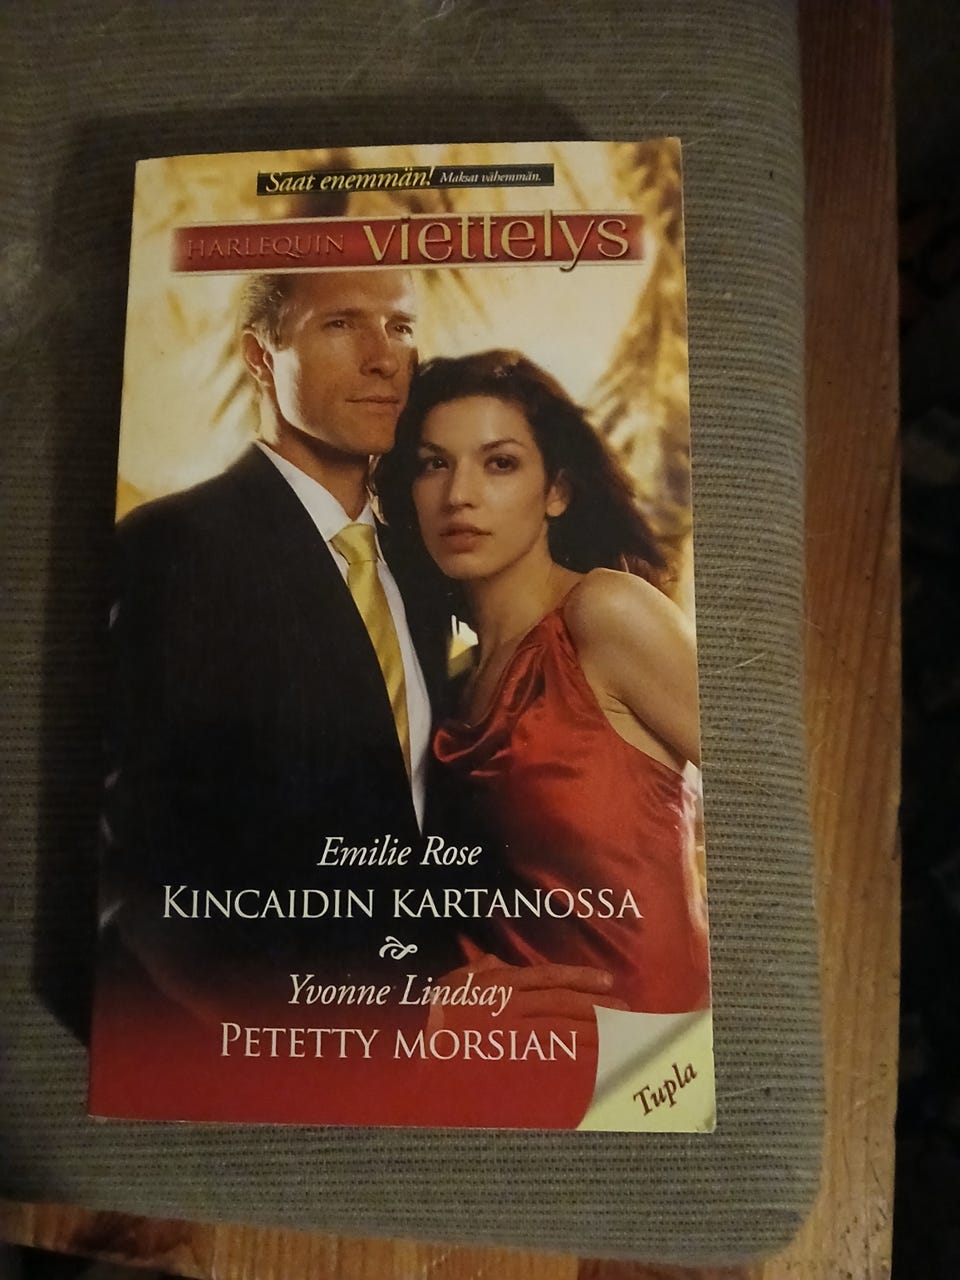 Saat enemmän! Maksat vähemmän.
HARLEQUIN viettelys
Emilie Rose
KINCAIDIN KARTANOSSA
Yvonne Lindsay
PETETTY MORSIAN
Tupla